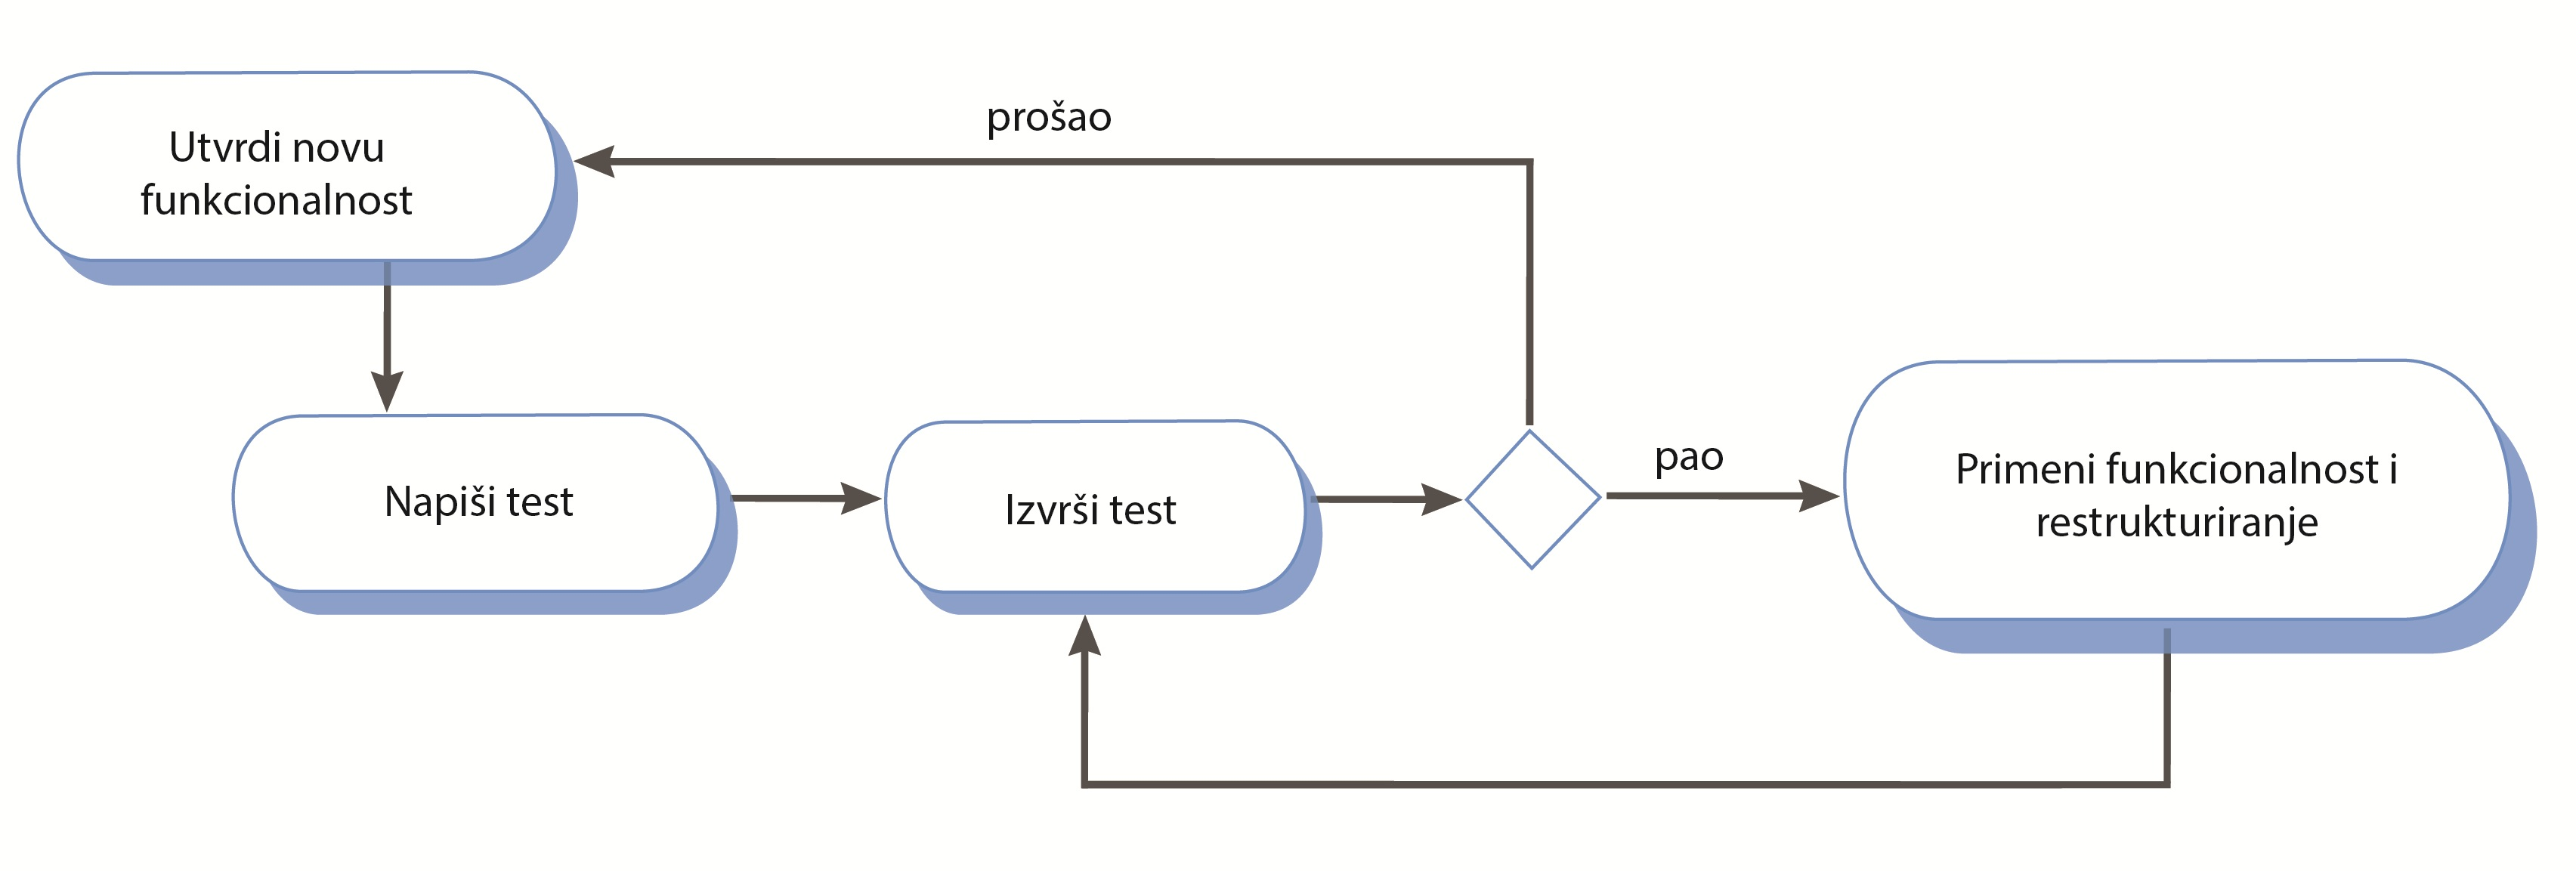 Utvrdi novu
funkcionalnost
prošao
Napiši test
Izvrši test
pao
Primeni funkcionalnost i
restrukturiranje